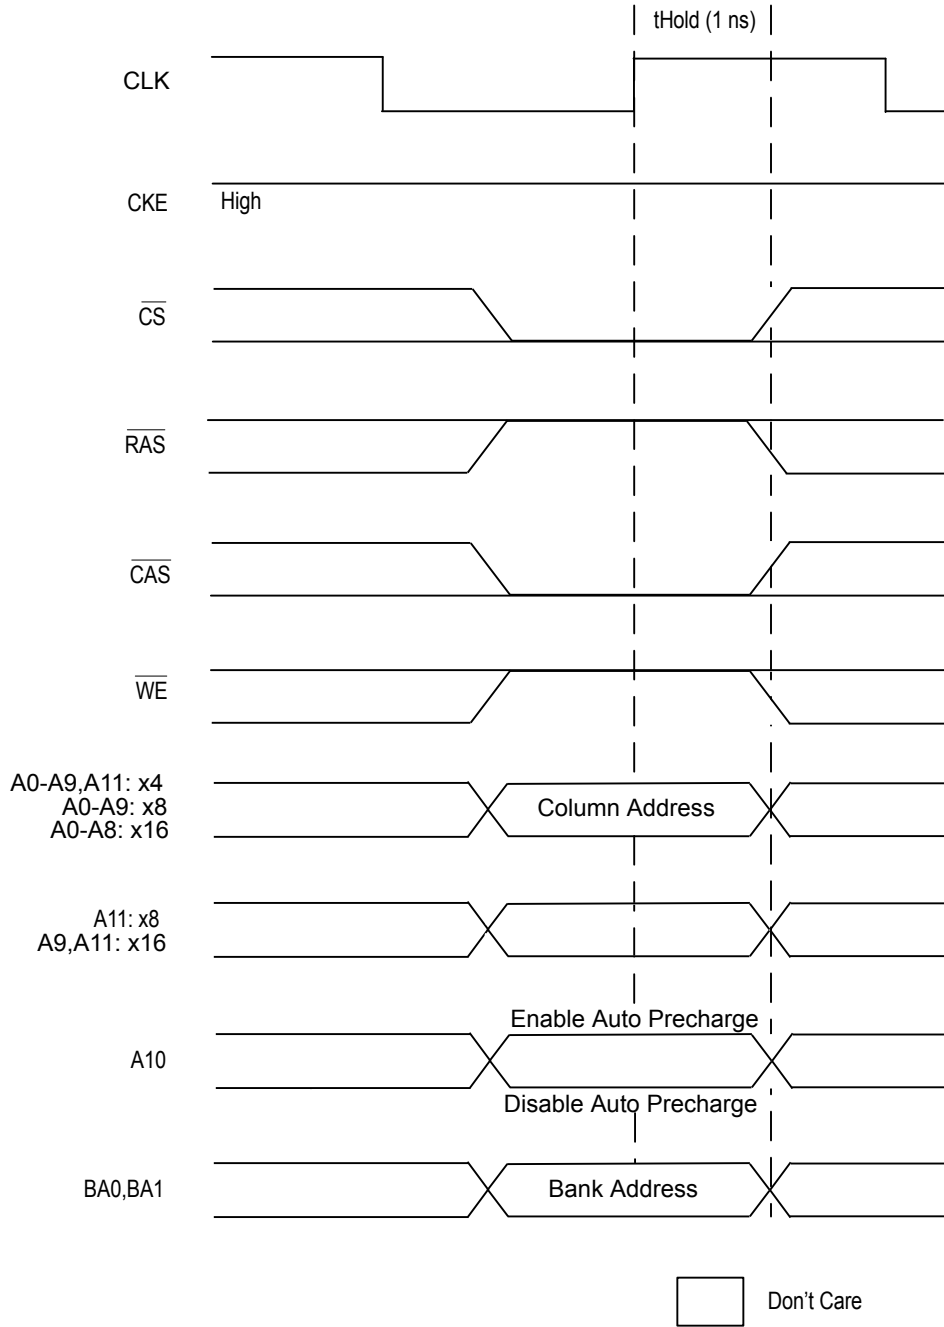 tHold (1 ns)
CLK
CKE
High
CS
RAS
CAS
WE
A0-A9,A11: x4
A0-A9: x8
A0-A8: x16
Column Address
A11: x8
A9,A11: x16
Enable Auto Precharge
A10
Disable Auto Precharge
BA0,BA1
Bank Address
Don't Care